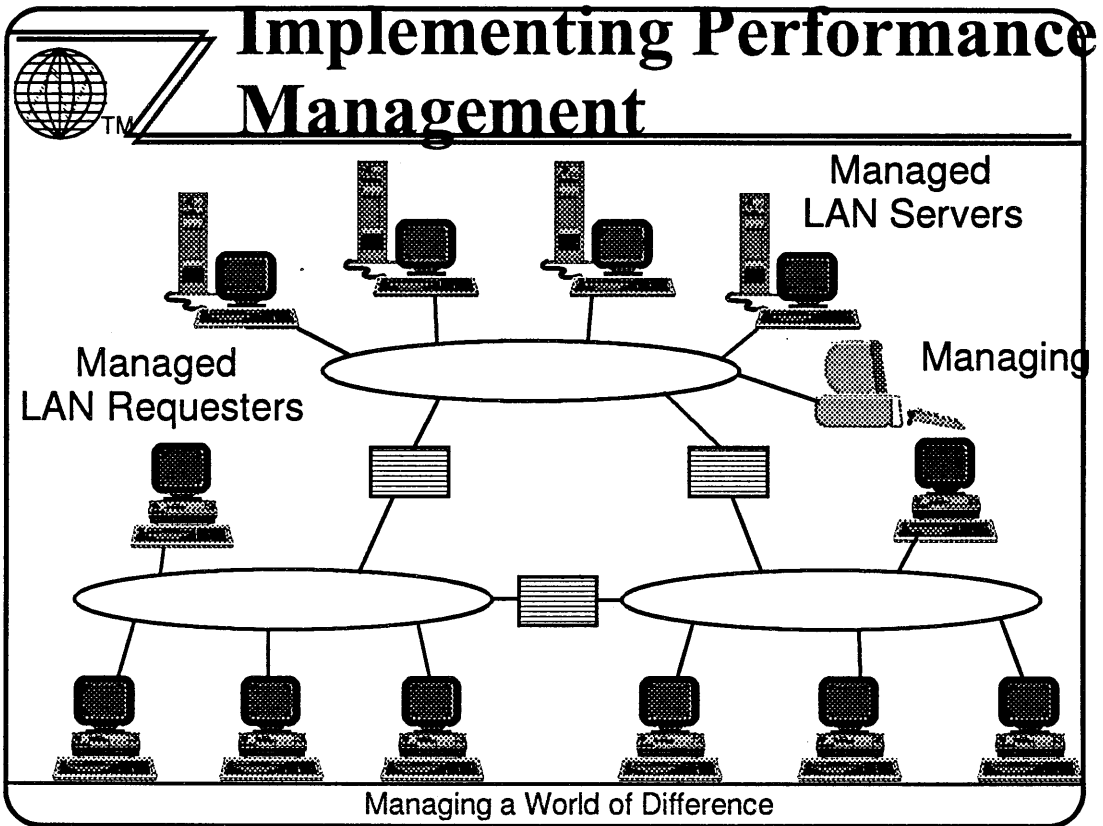 Implementing Performance
Management
TM
Managed
LAN Servers
Managed
LAN Requesters
Managing
Managing a World of Difference